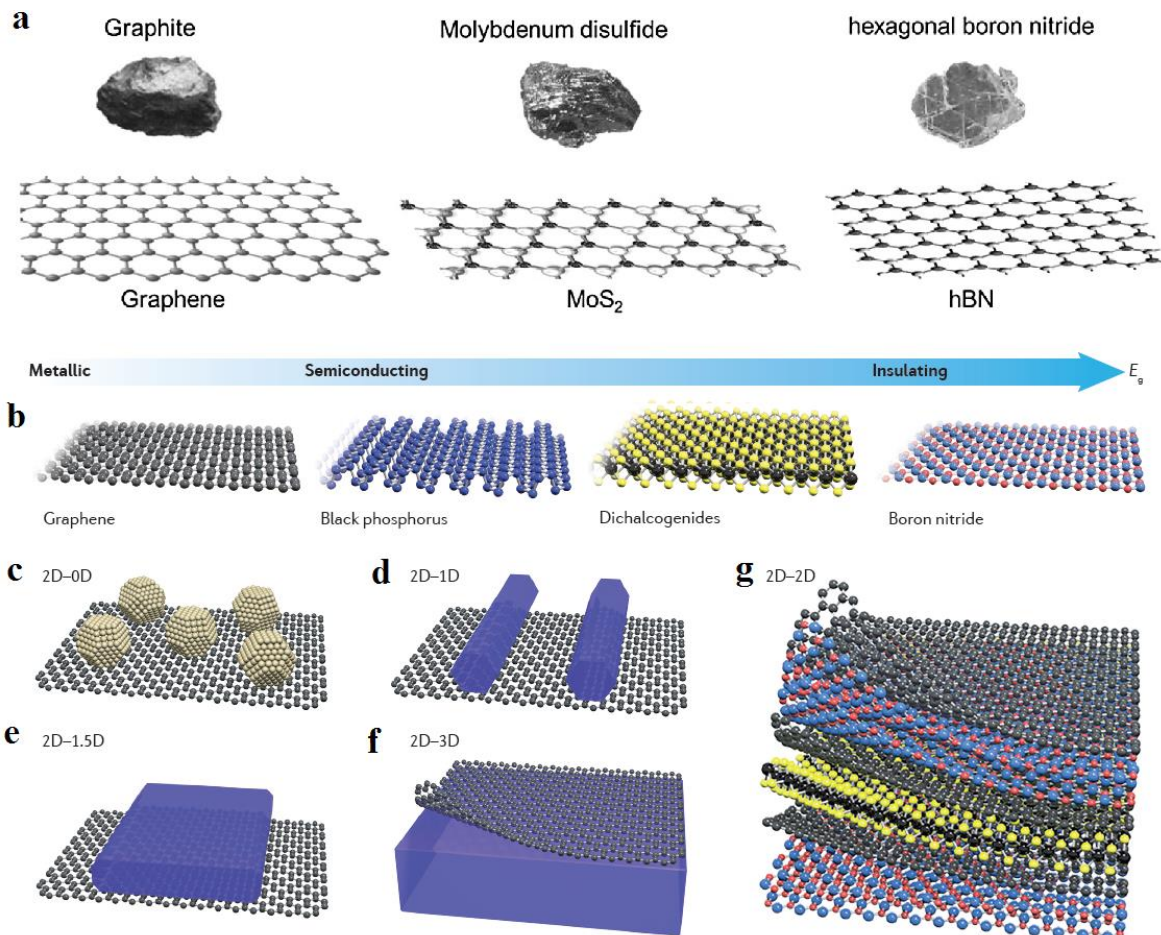 a
Graphite
Molybdenum disulfide
hexagonal boron nitride
Graphene
MoS₂
hBN
Metallic
Semiconducting
Insulating
E₉
b
Graphene
Black phosphorus
Dichalcogenides
Boron nitride
c 2D–0D
d 2D–1D
g 2D–2D
e 2D–1.5D
f 2D–3D